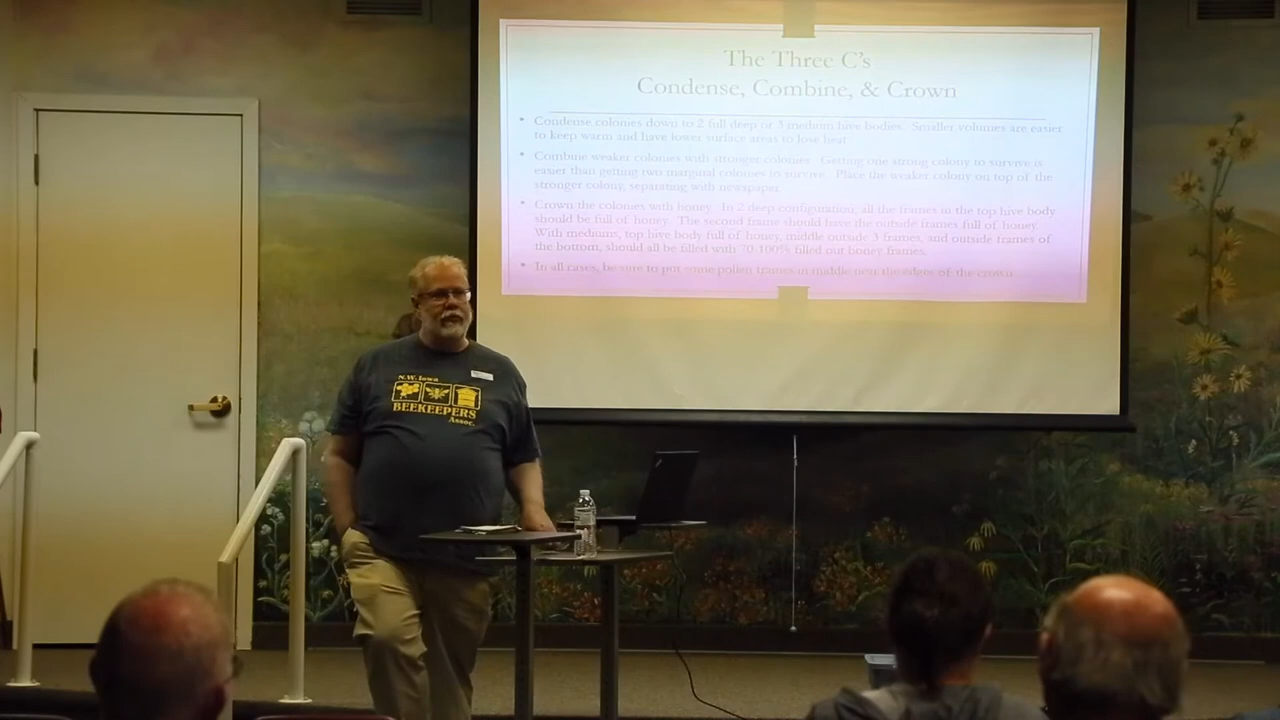 The Three C's
Condense, Combine, & Crown
• Condense colonies down to 2 full deep or 3 medium hive bodies. Smaller volumes are easier
to keep warm and have lower surface areas to lose heat
• Combine weaker colonies with stronger colonies. Getting one strong colony to survive is
easier than getting two marginal colonies to survive. Place the weaker colony on top of the
stronger colony, separating with newspaper
• Crown the colonies with honey. In 2 deep configuration, all the frames in the top hive body
should be full of honey. The second frame should have the outside frames full of honey.
With mediums, top hive body full of honey, middle outside 3 frames, and outside frames of
the bottom, should all be filled with 70-100% filled out honey frames.
• In all cases, be sure to put some pollen frames in middle near the edges of the crown
N.W. Iowa
BEEKEEPERS
Assoc.